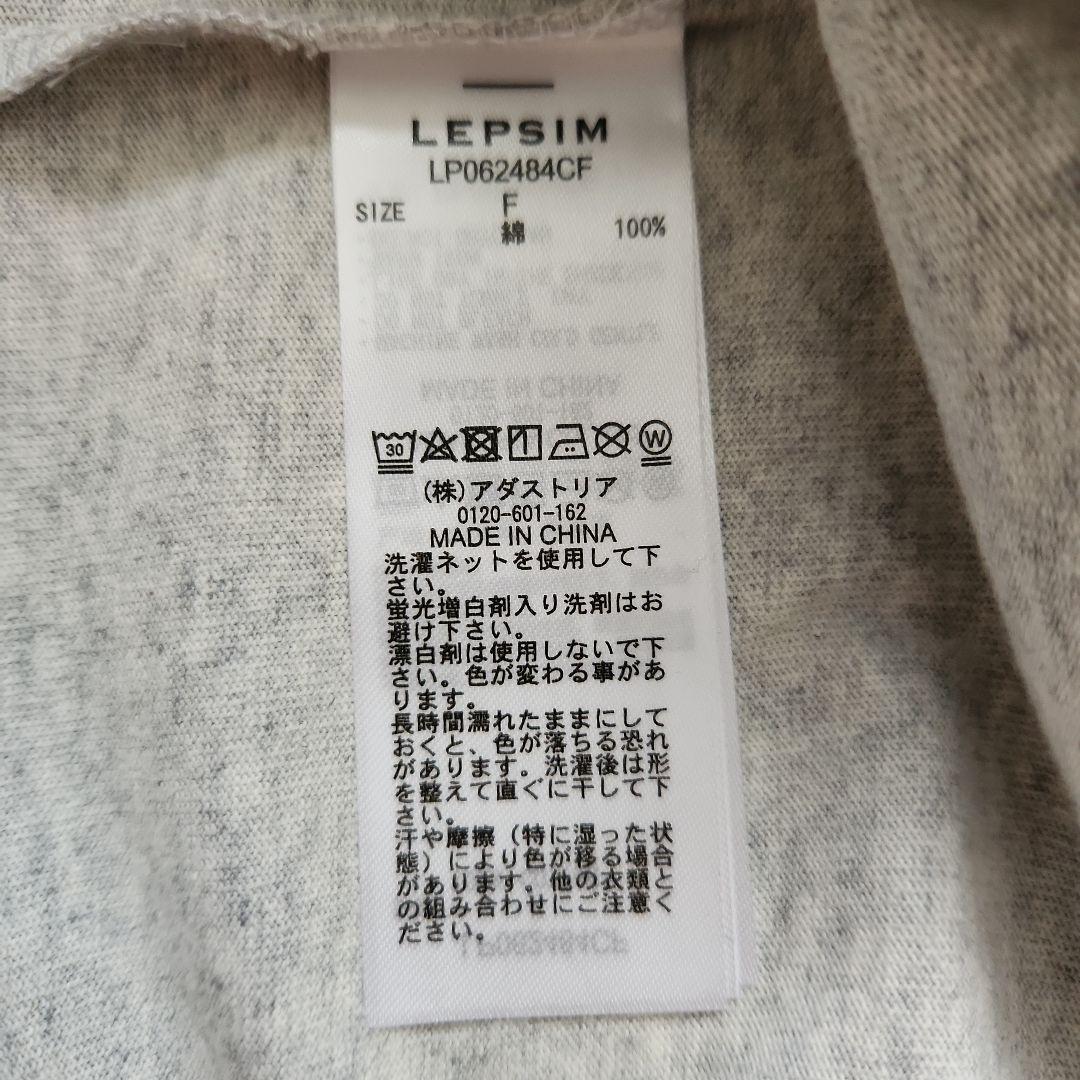 LEPSIM
LP062484CF
SIZE F
綿 100%
30 W
(株)アダストリア
0120-601-162
MADE IN CHINA
洗濯ネットを使用して下
さい。
蛍光増白剤入り洗剤はお
避け下さい。
漂白剤は使用しないで下
さい。色が変わる事があ
ります。
長時間濡れたままにして
おくと、色が落ちる恐れ
があります。洗濯後は形
を整えて直ぐに干して下
さい。
汗や摩擦（特に湿った状
態）により色が移る場合
があります。他の衣類と
の組み合わせにご注意く
ださい。